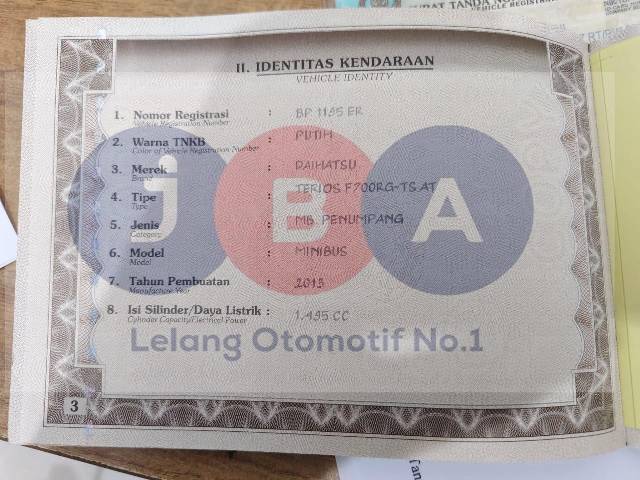 II. IDENTITAS KENDARAAN
VEHICLE IDENTITY
1. Nomor Registrasi : BP 1195 ER
Vehicle Registration Number
2. Warna TNKB : PUTIH
Color of Vehicle Registration Number
3. Merek : DAIHATSU
Brand
4. Tipe : TERIOS F700RG-TS AT
Type
5. Jenis : MB. PENUMPANG
Category
6. Model : MINIBUS
Model
7. Tahun Pembuatan : 2013
Manufacture Year
8. Isi Silinder/Daya Listrik : 1.495 CC
Cylinder Capacity/Electrical Power
jBA
Lelang Otomotif No.1
3